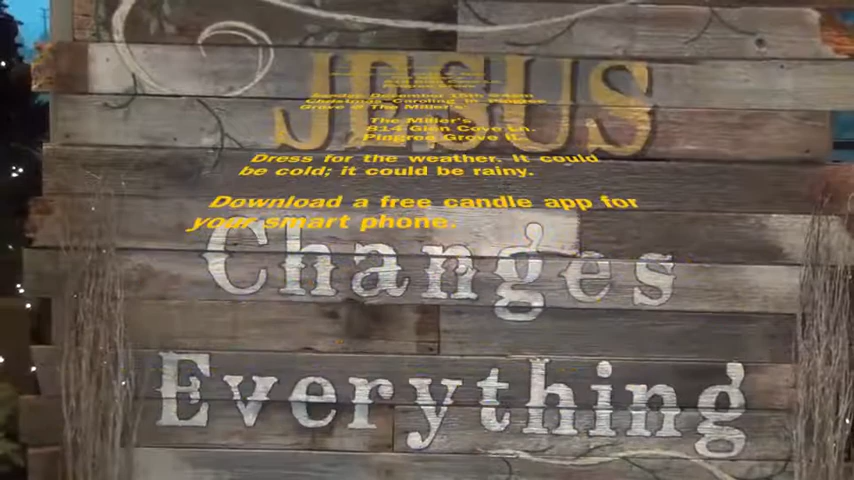 JESUS
Sunday December 15th
Christmas Caroling in Pingree
Grove @ The Miller's.
The Miller's
814 Glen Cove Ln.
Pingree Grove Il.
Dress for the weather. It could
be cold; it could be rainy.
Download a free candle app for
your smart phone.
Changes
Everything